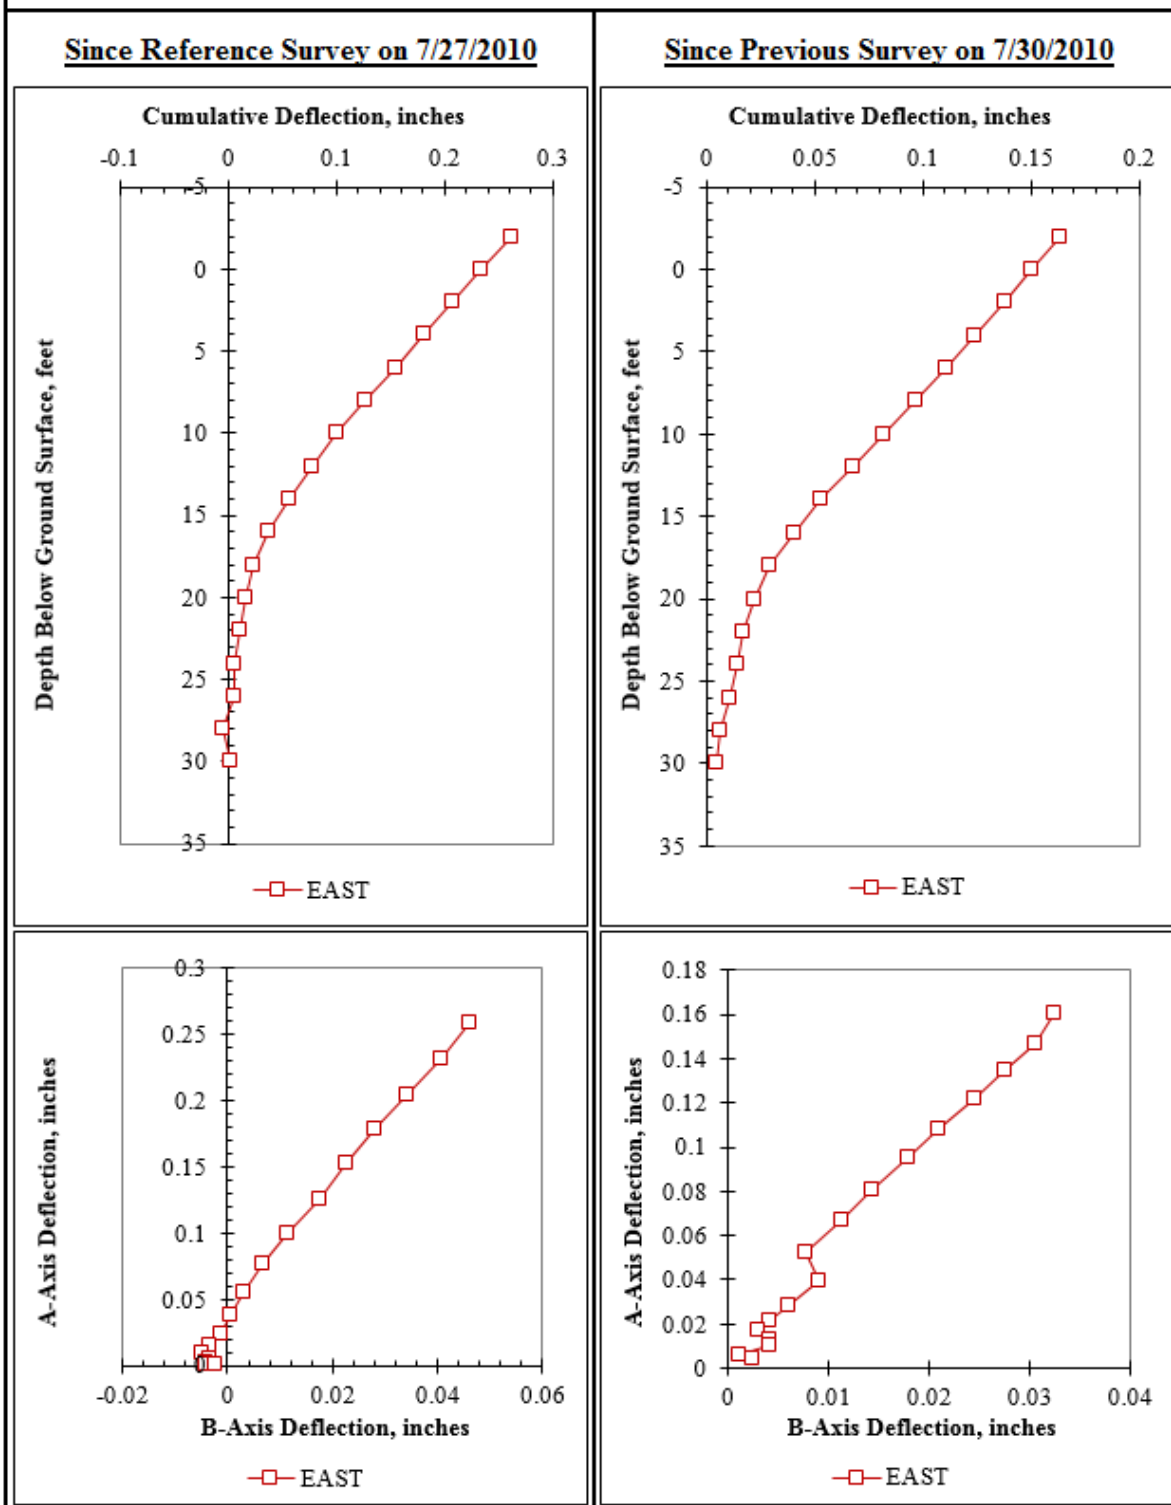 Since Reference Survey on 7/27/2010
Cumulative Deflection, inches
-0.1 0 0.1 0.2 0.3
-5
0
5
10
15
20
25
30
35
Depth Below Ground Surface, feet
EAST
Since Previous Survey on 7/30/2010
Cumulative Deflection, inches
0 0.05 0.1 0.15 0.2
-5
0
5
10
15
20
25
30
35
Depth Below Ground Surface, feet
EAST
0.3
0.25
0.2
0.15
0.1
0.05
0
A-Axis Deflection, inches
-0.02 0 0.02 0.04 0.06
B-Axis Deflection, inches
EAST
0.18
0.16
0.14
0.12
0.1
0.08
0.06
0.04
0.02
0
A-Axis Deflection, inches
0 0.01 0.02 0.03 0.04
B-Axis Deflection, inches
EAST